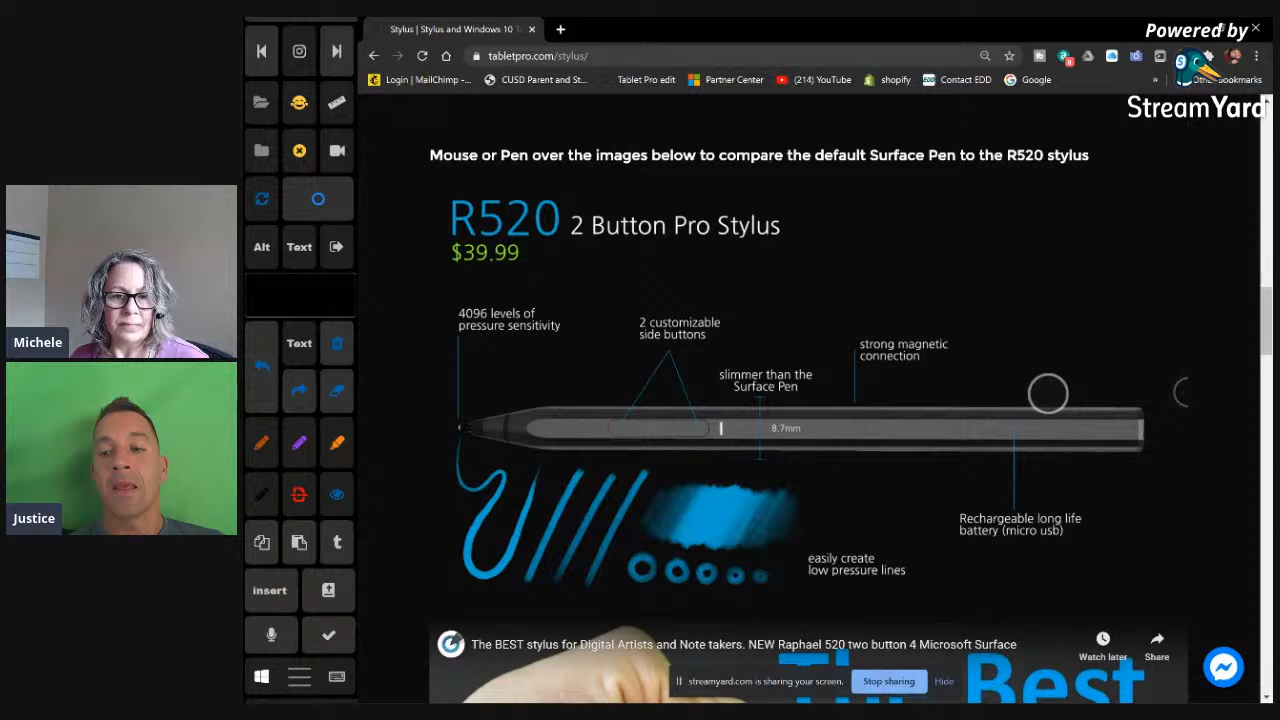 Stylus | Stylus and Windows 10 T
Powered by
tabletpro.com/stylus/
8
Login | MailChimp -...
CUSD Parent and St...
Tablet Pro edit
Partner Center
(214) YouTube
shopify
Contact EDD
Google
»
Other bookmarks
StreamYard
Mouse or Pen over the images below to compare the default Surface Pen to the R520 stylus
R520 2 Button Pro Stylus
$39.99
4096 levels of
pressure sensitivity
2 customizable
side buttons
slimmer than the
Surface Pen
strong magnetic
connection
8.7mm
Rechargeable long life
battery (micro usb)
easily create
low pressure lines
The BEST stylus for Digital Artists and Note takers. NEW Raphael 520 two button 4 Microsoft Surface
Watch later
Share
The
Best
streamyard.com is sharing your screen.
Stop sharing
Hide
Alt
Text
Text
t
insert
Michele
Justice